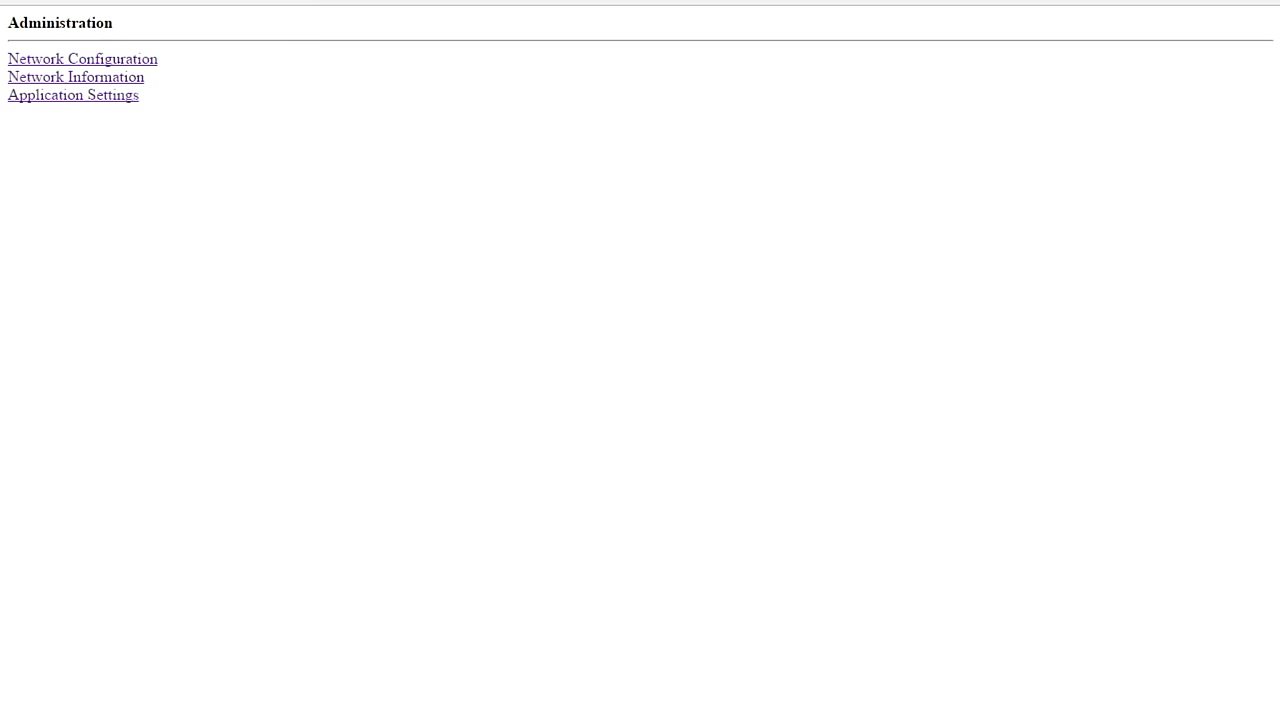 Administration
Network Configuration
Network Information
Application Settings